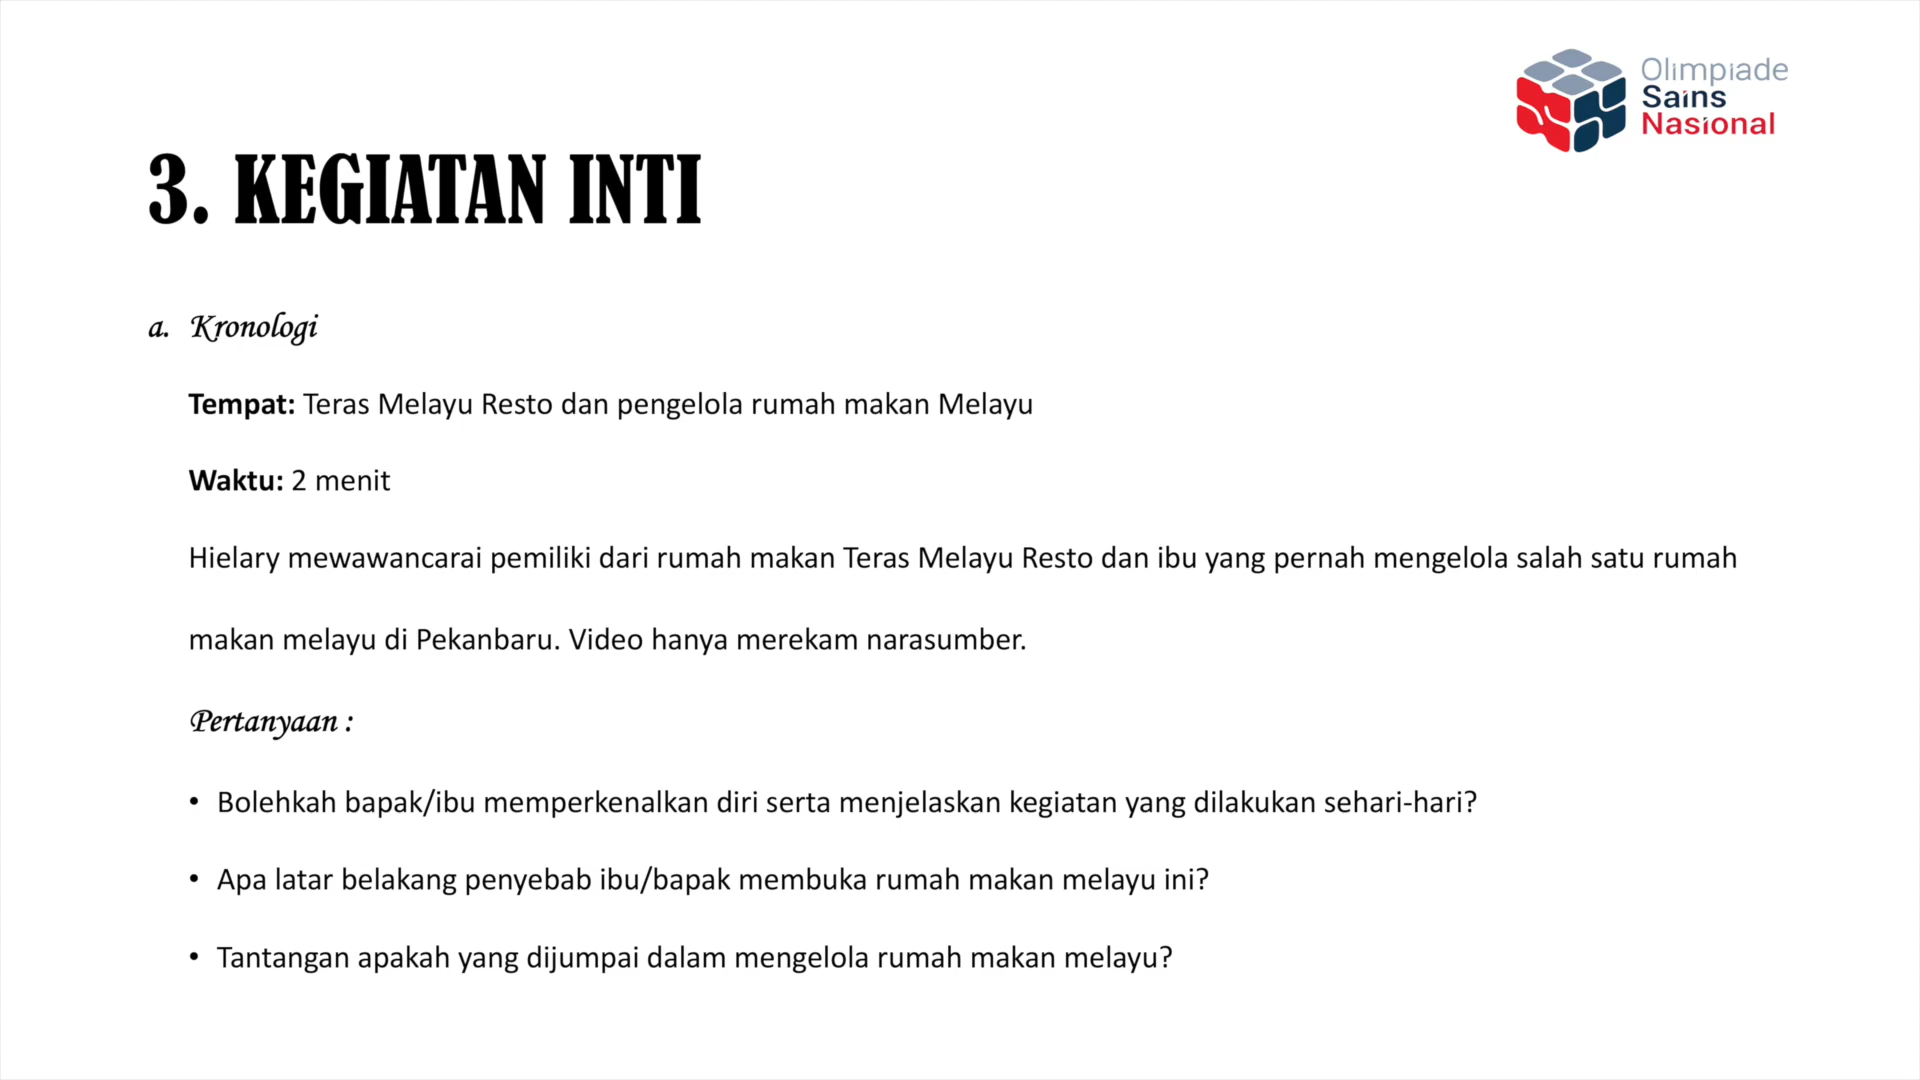 Olimpiade
Sains
Nasional
3. KEGIATAN INTI
a. Kronologi
Tempat: Teras Melayu Resto dan pengelola rumah makan Melayu
Waktu: 2 menit
Hielary mewawancarai pemiliki dari rumah makan Teras Melayu Resto dan ibu yang pernah mengelola salah satu rumah
makan melayu di Pekanbaru. Video hanya merekam narasumber.
Pertanyaan :
• Bolehkah bapak/ibu memperkenalkan diri serta menjelaskan kegiatan yang dilakukan sehari-hari?
• Apa latar belakang penyebab ibu/bapak membuka rumah makan melayu ini?
• Tantangan apakah yang dijumpai dalam mengelola rumah makan melayu?